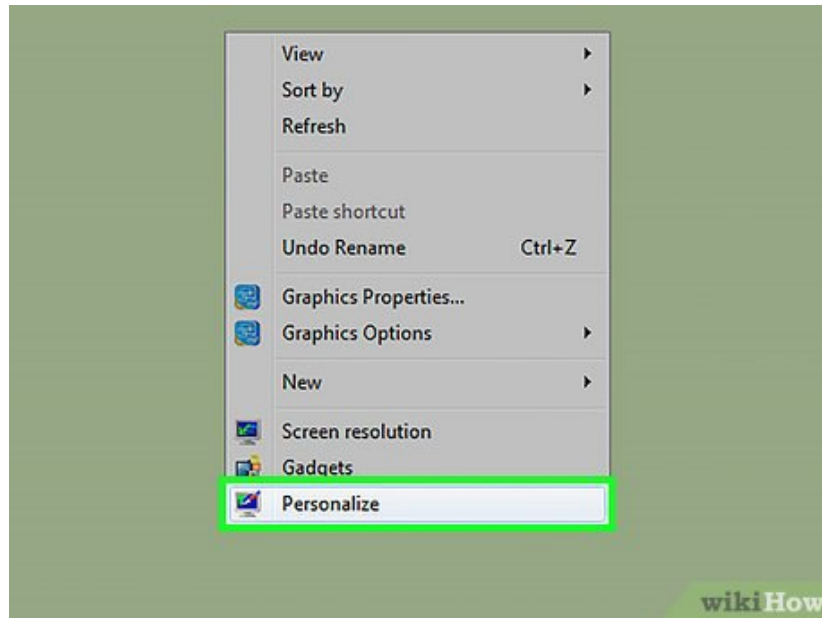 View
Sort by
Refresh
Paste
Paste shortcut
Undo Rename Ctrl+Z
Graphics Properties...
Graphics Options
New
Screen resolution
Gadgets
Personalize
wikiHow